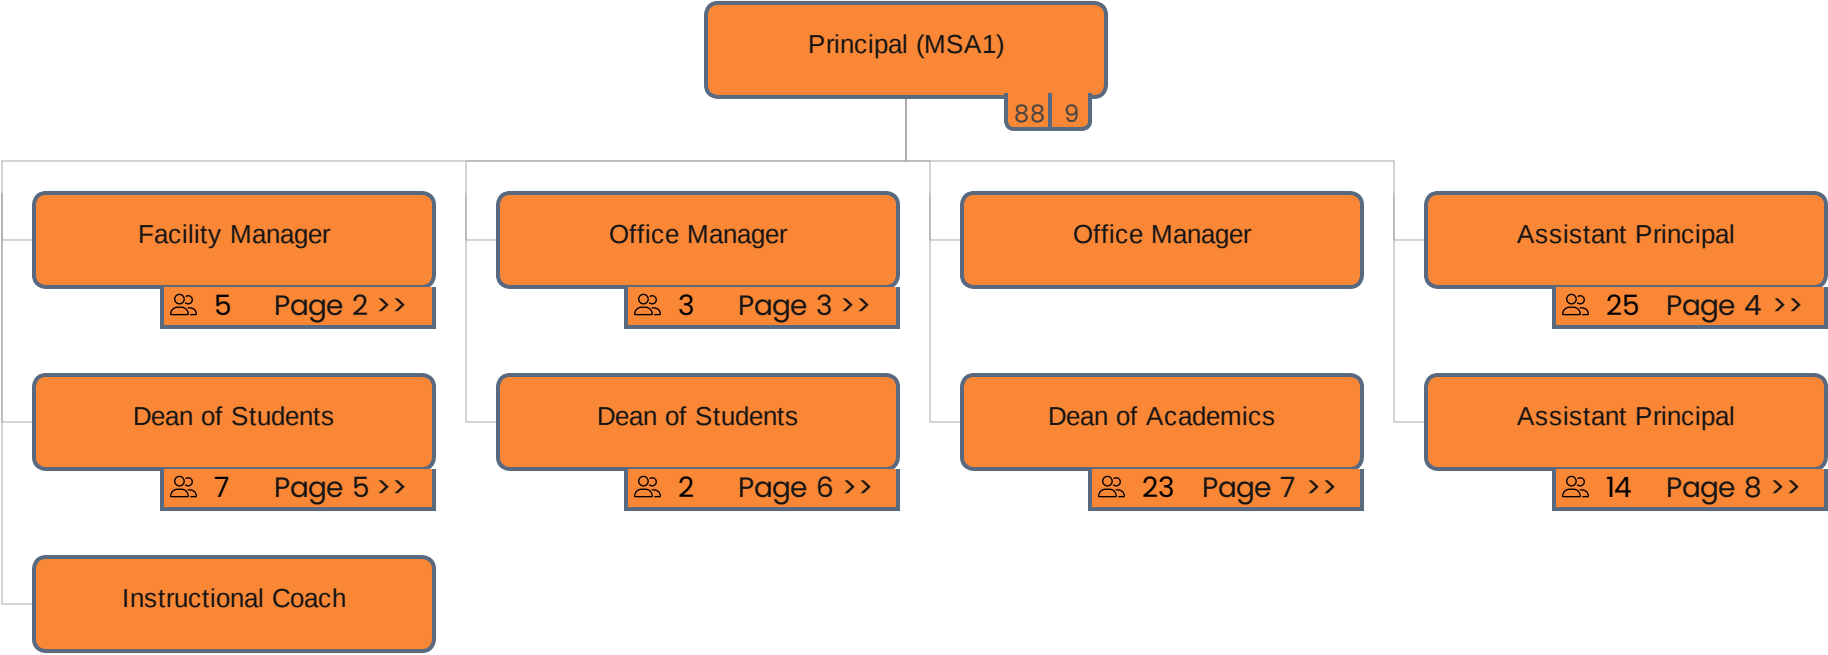 Principal (MSA1)
88 9
Facility Manager
5 Page 2 >>
Office Manager
3 Page 3 >>
Office Manager
Assistant Principal
25 Page 4 >>
Dean of Students
7 Page 5 >>
Dean of Students
2 Page 6 >>
Dean of Academics
23 Page 7 >>
Assistant Principal
14 Page 8 >>
Instructional Coach